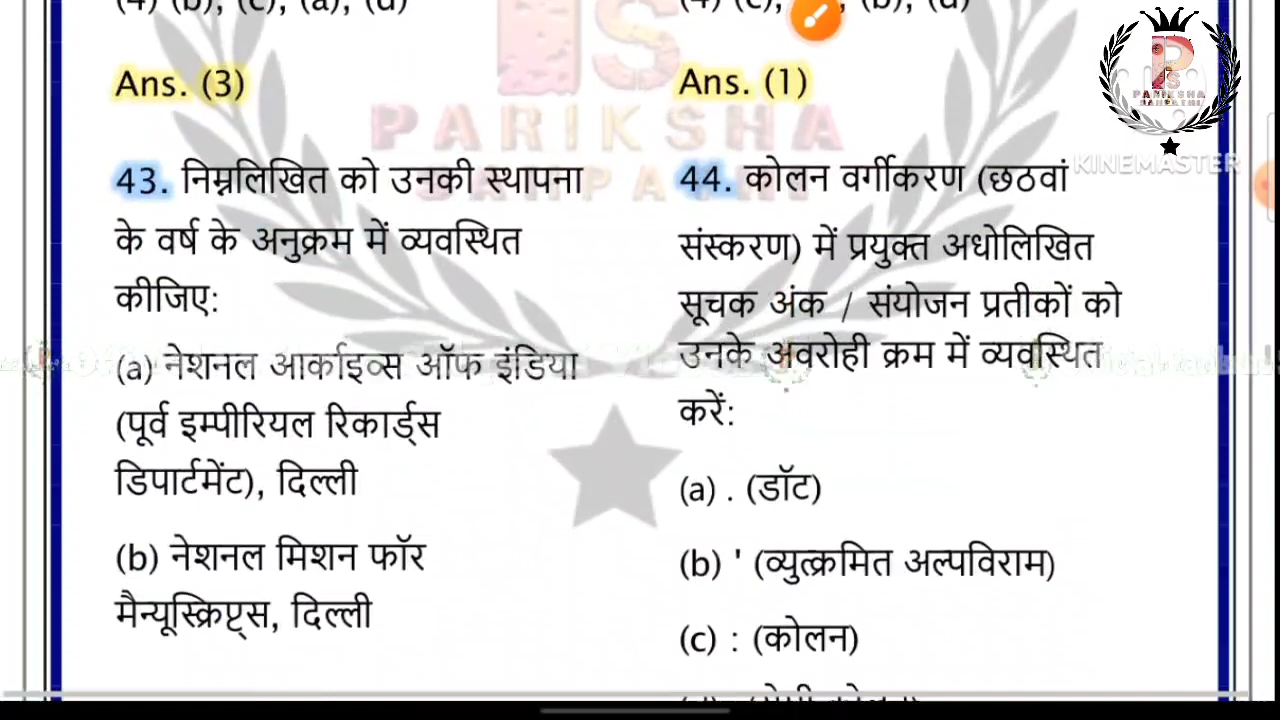 Ans. (3)
43. निम्नलिखित को उनकी स्थापना
के वर्ष के अनुक्रम में व्यवस्थित
कीजिए:
(a) नेशनल आर्काइव्स ऑफ इंडिया
(पूर्व इम्पीरियल रिकार्ड्स
डिपार्टमेंट), दिल्ली
(b) नेशनल मिशन फॉर
मैन्यूस्क्रिप्ट्स, दिल्ली
Ans. (1)
44. कोलन वर्गीकरण (छठवां
संस्करण) में प्रयुक्त अधोलिखित
सूचक अंक / संयोजन प्रतीकों को
उनके अवरोही क्रम में व्यवस्थित
करें:
(a) . (डॉट)
(b) ' (व्युत्क्रमित अल्पविराम)
(c) : (कोलन)
PARIKSHA
KINEMASTER
PARIKSHA